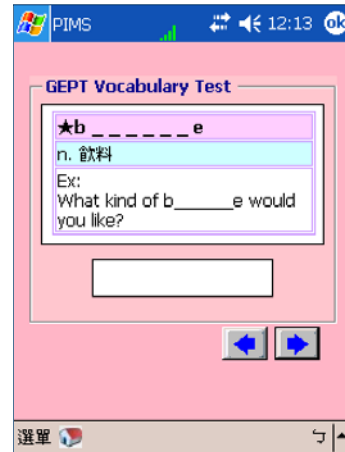 PIMS 12:13 ok
GEPT Vocabulary Test
★b _ _ _ _ _ _ e
n. 飲料
Ex:
What kind of b______e would
you like?
選單 ㄅ